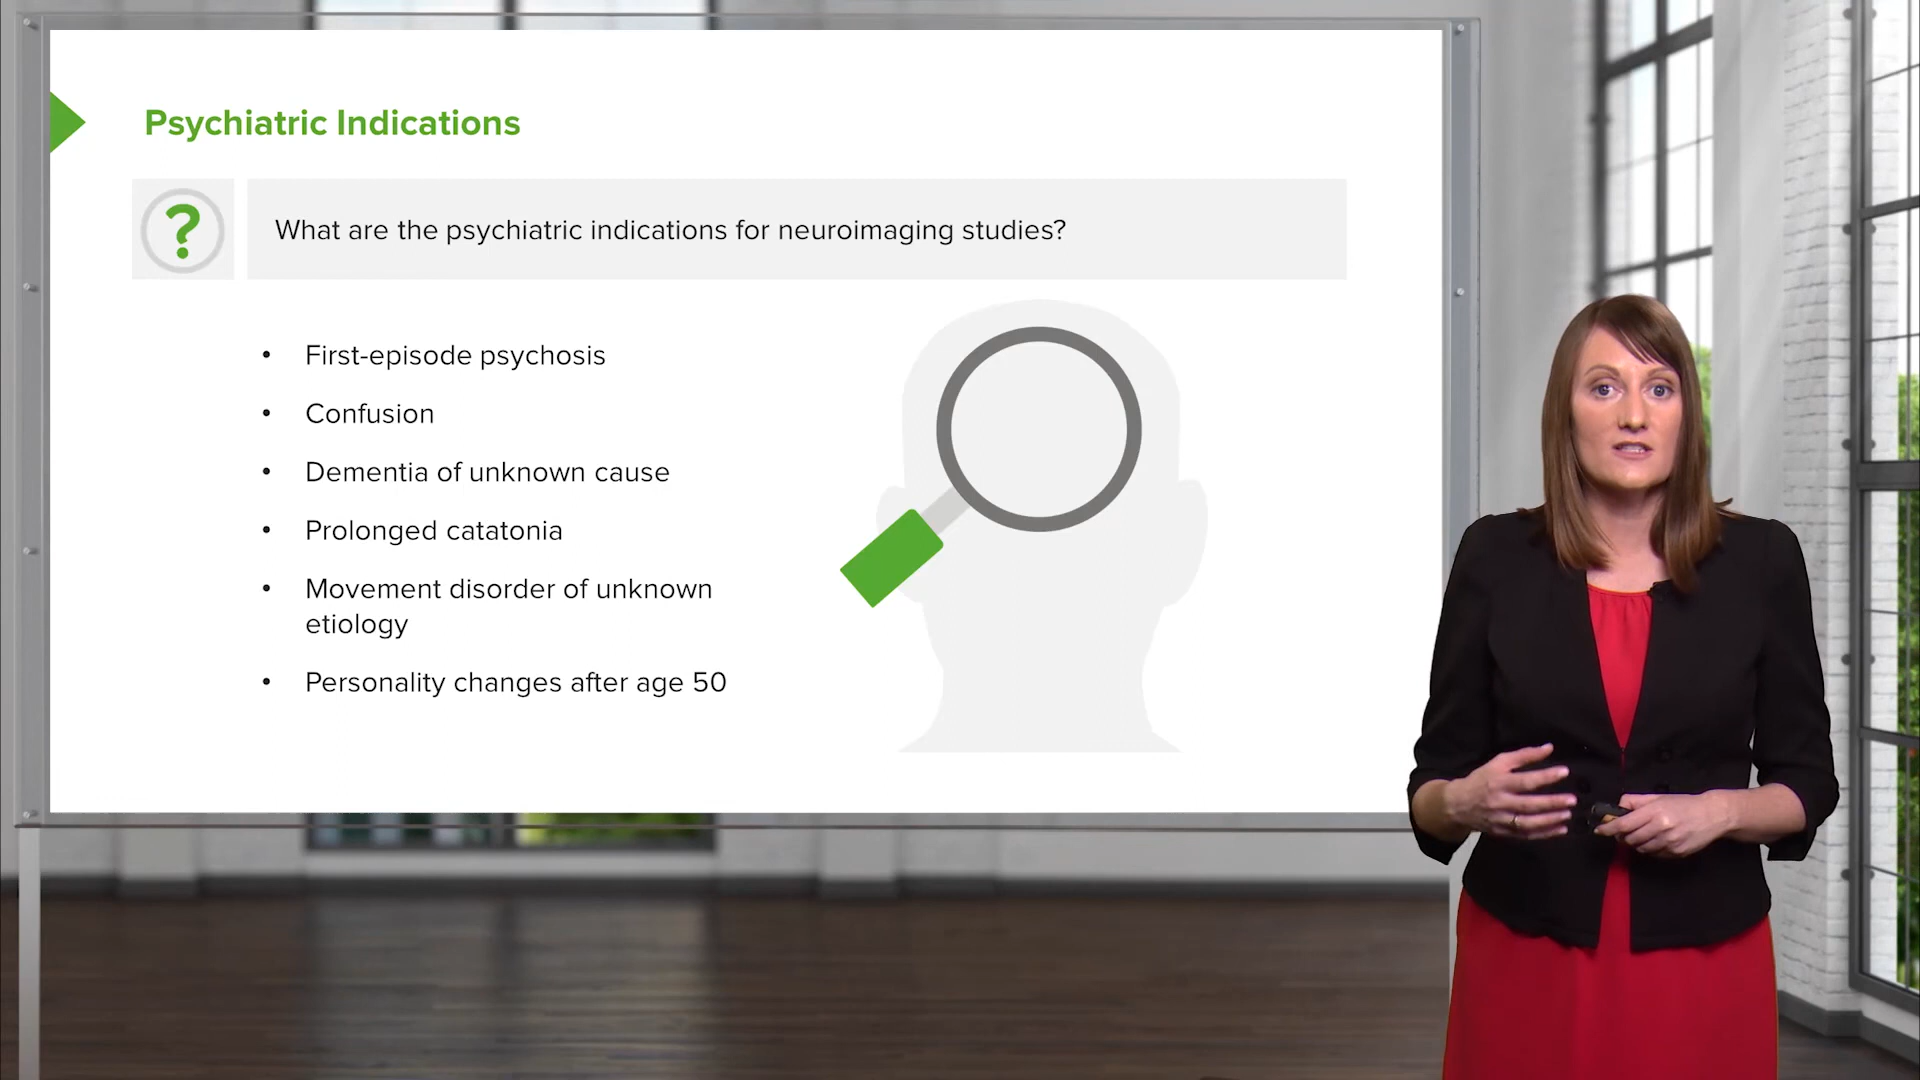 Psychiatric Indications
?
What are the psychiatric indications for neuroimaging studies?
• First-episode psychosis
• Confusion
• Dementia of unknown cause
• Prolonged catatonia
• Movement disorder of unknown
etiology
• Personality changes after age 50